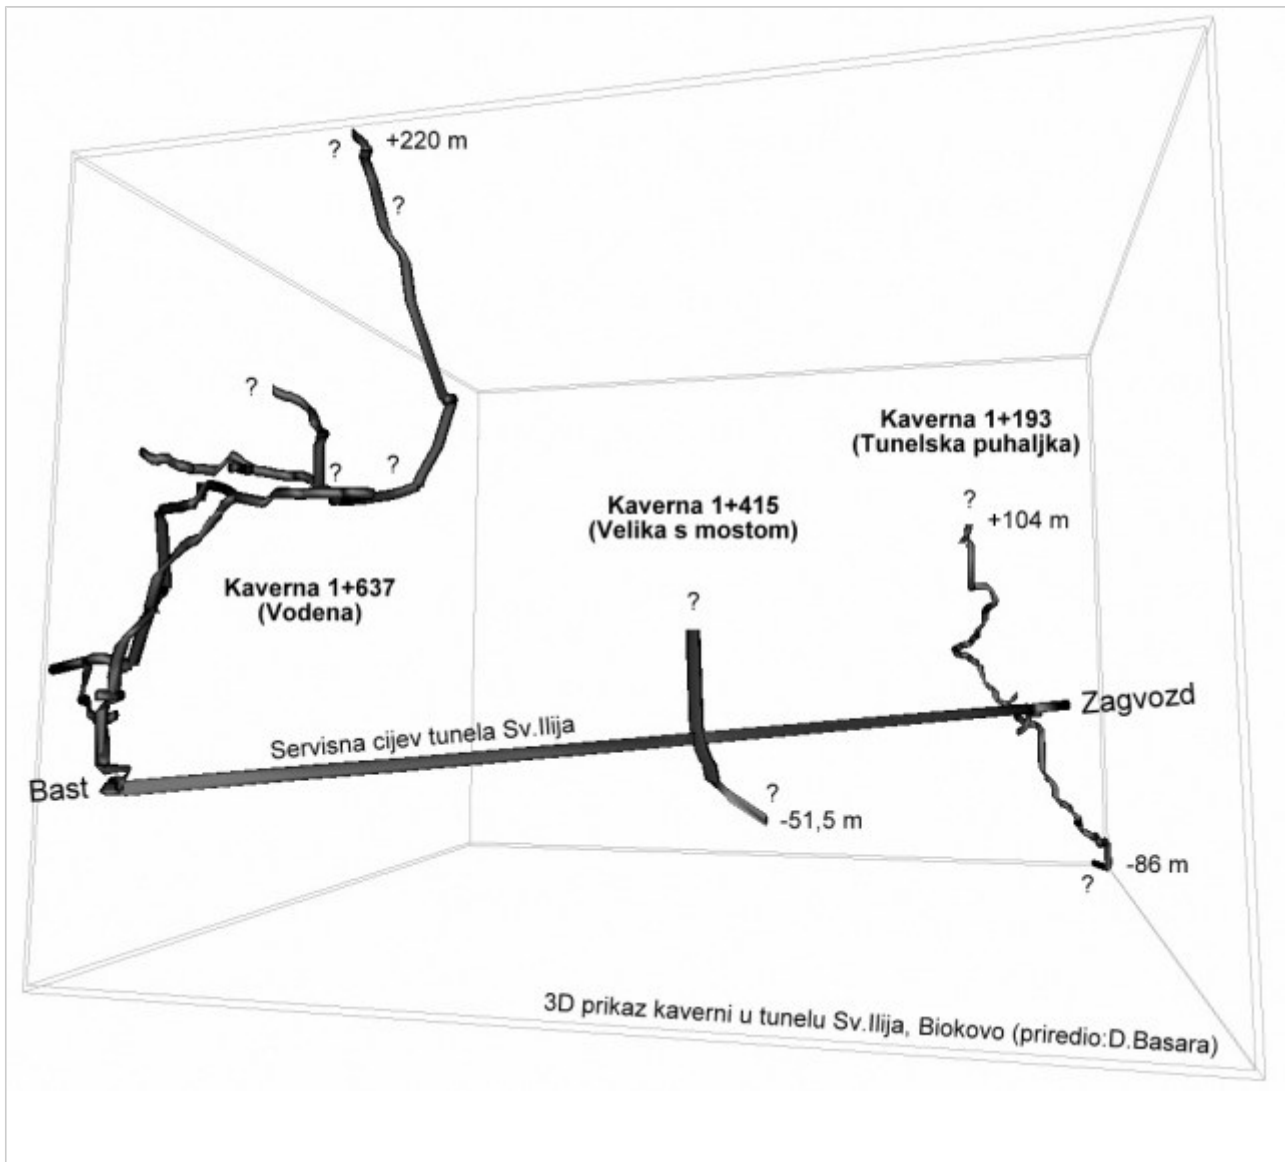 ? +220 m
?
?
Kaverna 1+193
(Tunelska puhaljka)
? ?
Kaverna 1+415
(Velika s mostom)
?
+104 m
Kaverna 1+637
(Vodena)
?
Zagvozd
Servisna cijev tunela Sv.Ilija
Bast
?
-51,5 m
-86 m
?
3D prikaz kaverni u tunelu Sv.Ilija, Biokovo (priredio:D.Basara)